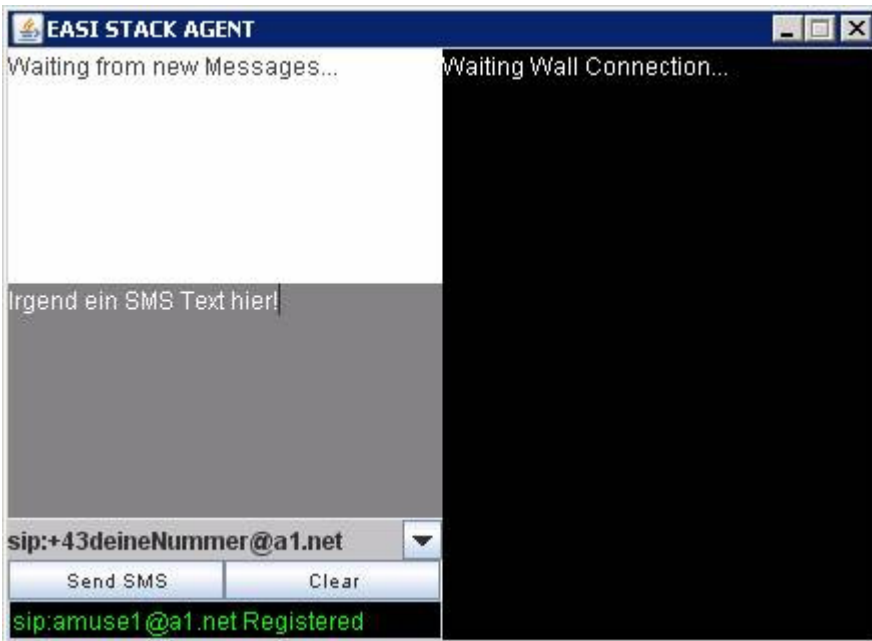 EASI STACK AGENT
Waiting from new Messages...
Waiting Wall Connection...
Irgend ein SMS Text hier!
sip:+43deineNummer@a1.net
Send SMS
Clear
sip:amuse1@a1.net Registered